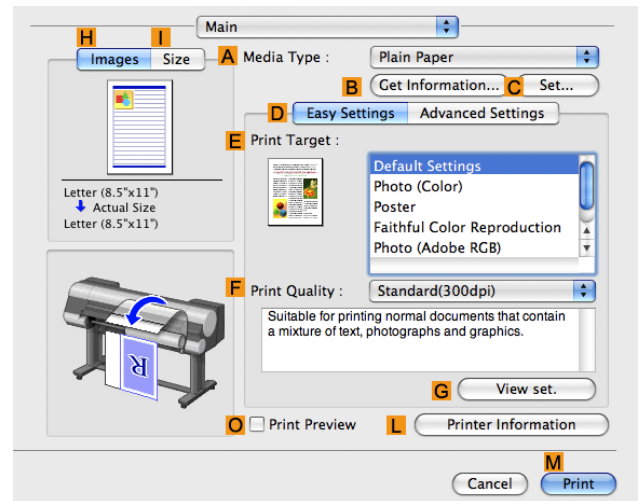 Main
H
I
Images
Size
A
Media Type :
Plain Paper
B
Get Information...
C
Set...
D
Easy Settings
Advanced Settings
E
Print Target :
Default Settings
Photo (Color)
Poster
Faithful Color Reproduction
Photo (Adobe RGB)
Letter (8.5"x11")
Actual Size
Letter (8.5"x11")
F
Print Quality :
Standard(300dpi)
Suitable for printing normal documents that contain
a mixture of text, photographs and graphics.
R
G
View set.
O
Print Preview
L
Printer Information
M
Cancel
Print